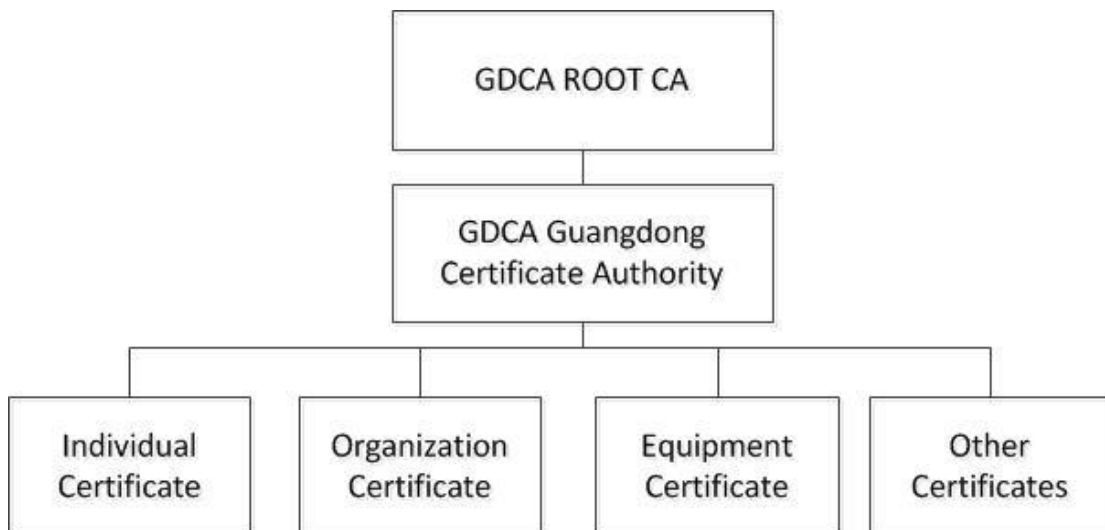 GDCA ROOT CA
GDCA Guangdong
Certificate Authority
Individual
Certificate
Organization
Certificate
Equipment
Certificate
Other
Certificates